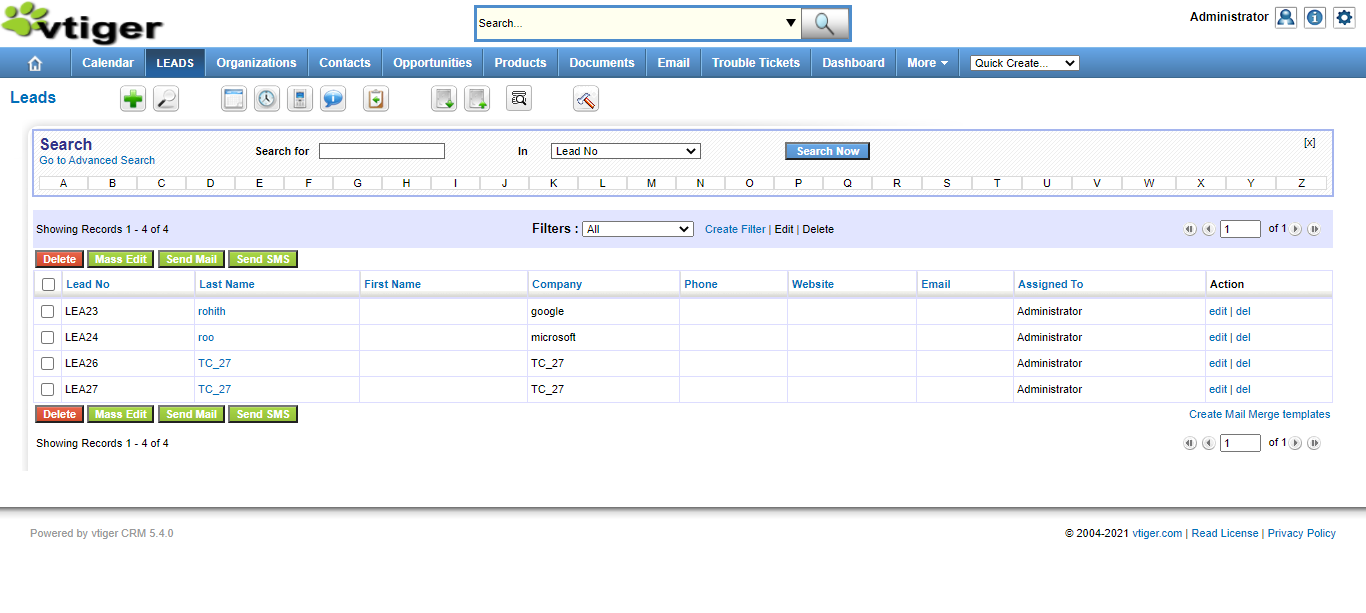 vtiger
Search...
Administrator
Calendar LEADS Organizations Contacts Opportunities Products Documents Email Trouble Tickets Dashboard More Quick Create...
Leads
Search
Go to Advanced Search
Search for In Lead No Search Now [x]
A B C D E F G H I J K L M N O P Q R S T U V W X Y Z
Showing Records 1 - 4 of 4 Filters : All Create Filter | Edit | Delete 1 of 1
Delete Mass Edit Send Mail Send SMS
Lead No Last Name First Name Company Phone Website Email Assigned To Action
LEA23 rohith google Administrator edit | del
LEA24 roo microsoft Administrator edit | del
LEA26 TC_27 TC_27 Administrator edit | del
LEA27 TC_27 TC_27 Administrator edit | del
Delete Mass Edit Send Mail Send SMS Create Mail Merge templates
Showing Records 1 - 4 of 4 1 of 1
Powered by vtiger CRM 5.4.0 © 2004-2021 vtiger.com | Read License | Privacy Policy